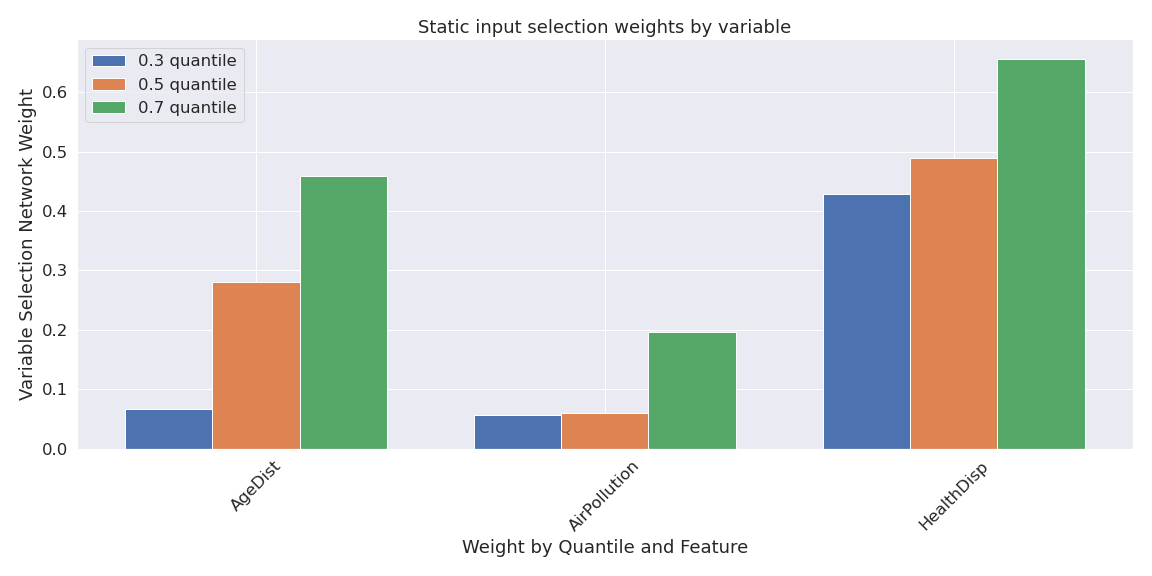 Static input selection weights by variable
0.3 quantile
0.5 quantile
0.7 quantile
Variable Selection Network Weight
0.6
0.5
0.4
0.3
0.2
0.1
0.0
AgeDist
AirPollution
HealthDisp
Weight by Quantile and Feature